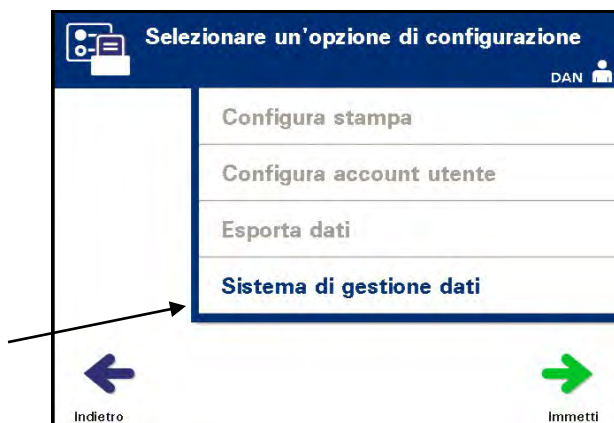 Selezionare un'opzione di configurazione
DAN
Configura stampa
Configura account utente
Esporta dati
Sistema di gestione dati
Indietro
Immetti